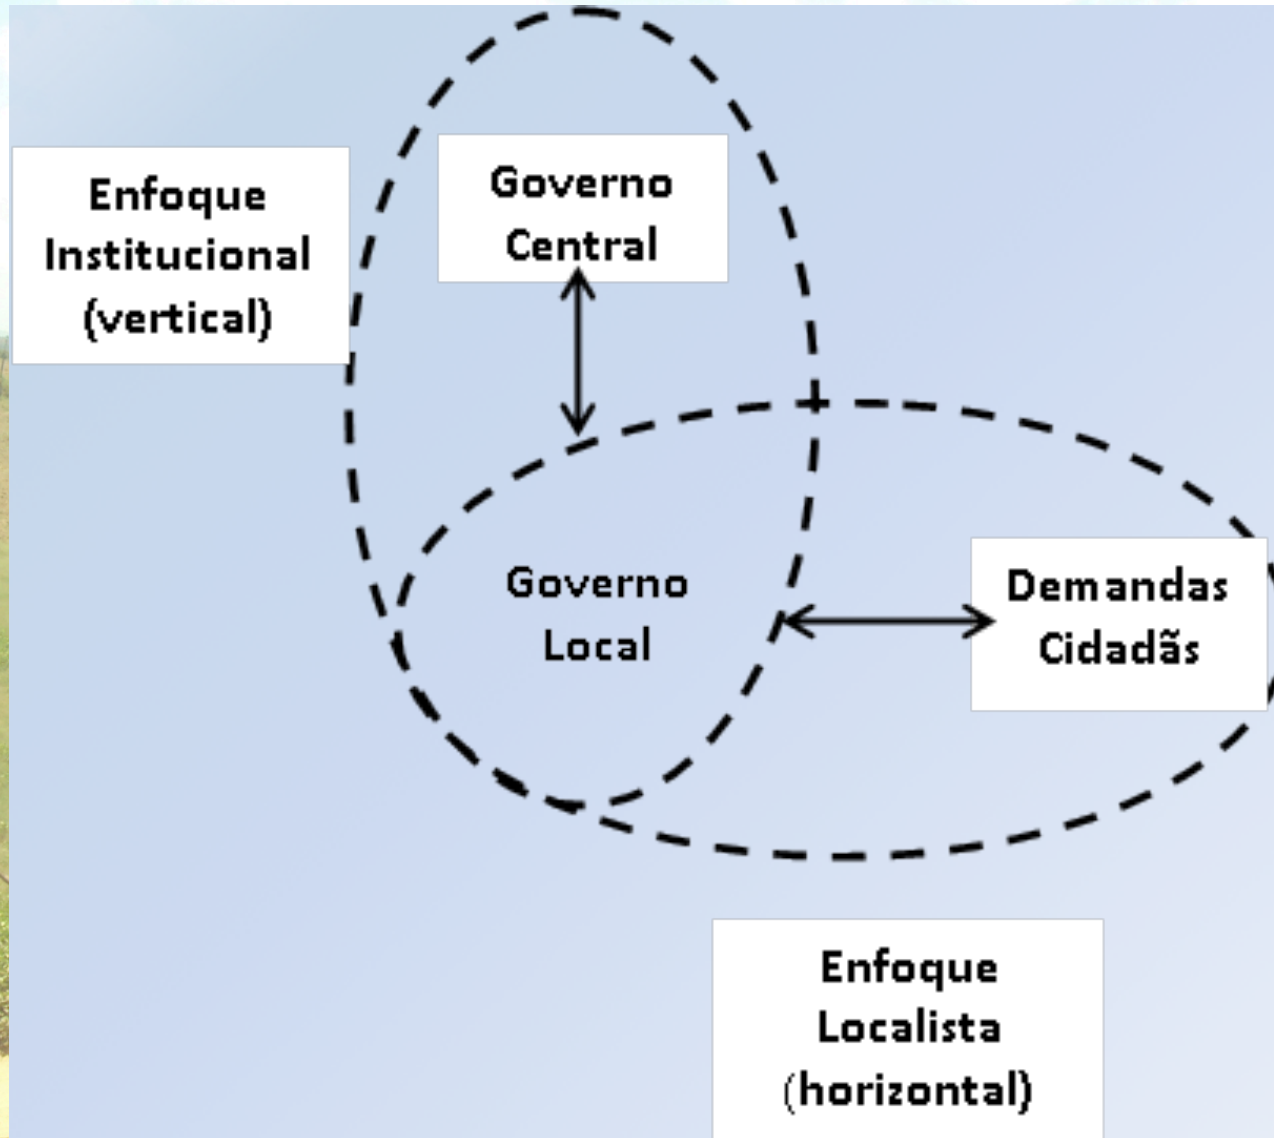 Enfoque
Institucional
(vertical)
Governo
Central
Governo
Local
Demandas
Cidadãs
Enfoque
Localista
(horizontal)